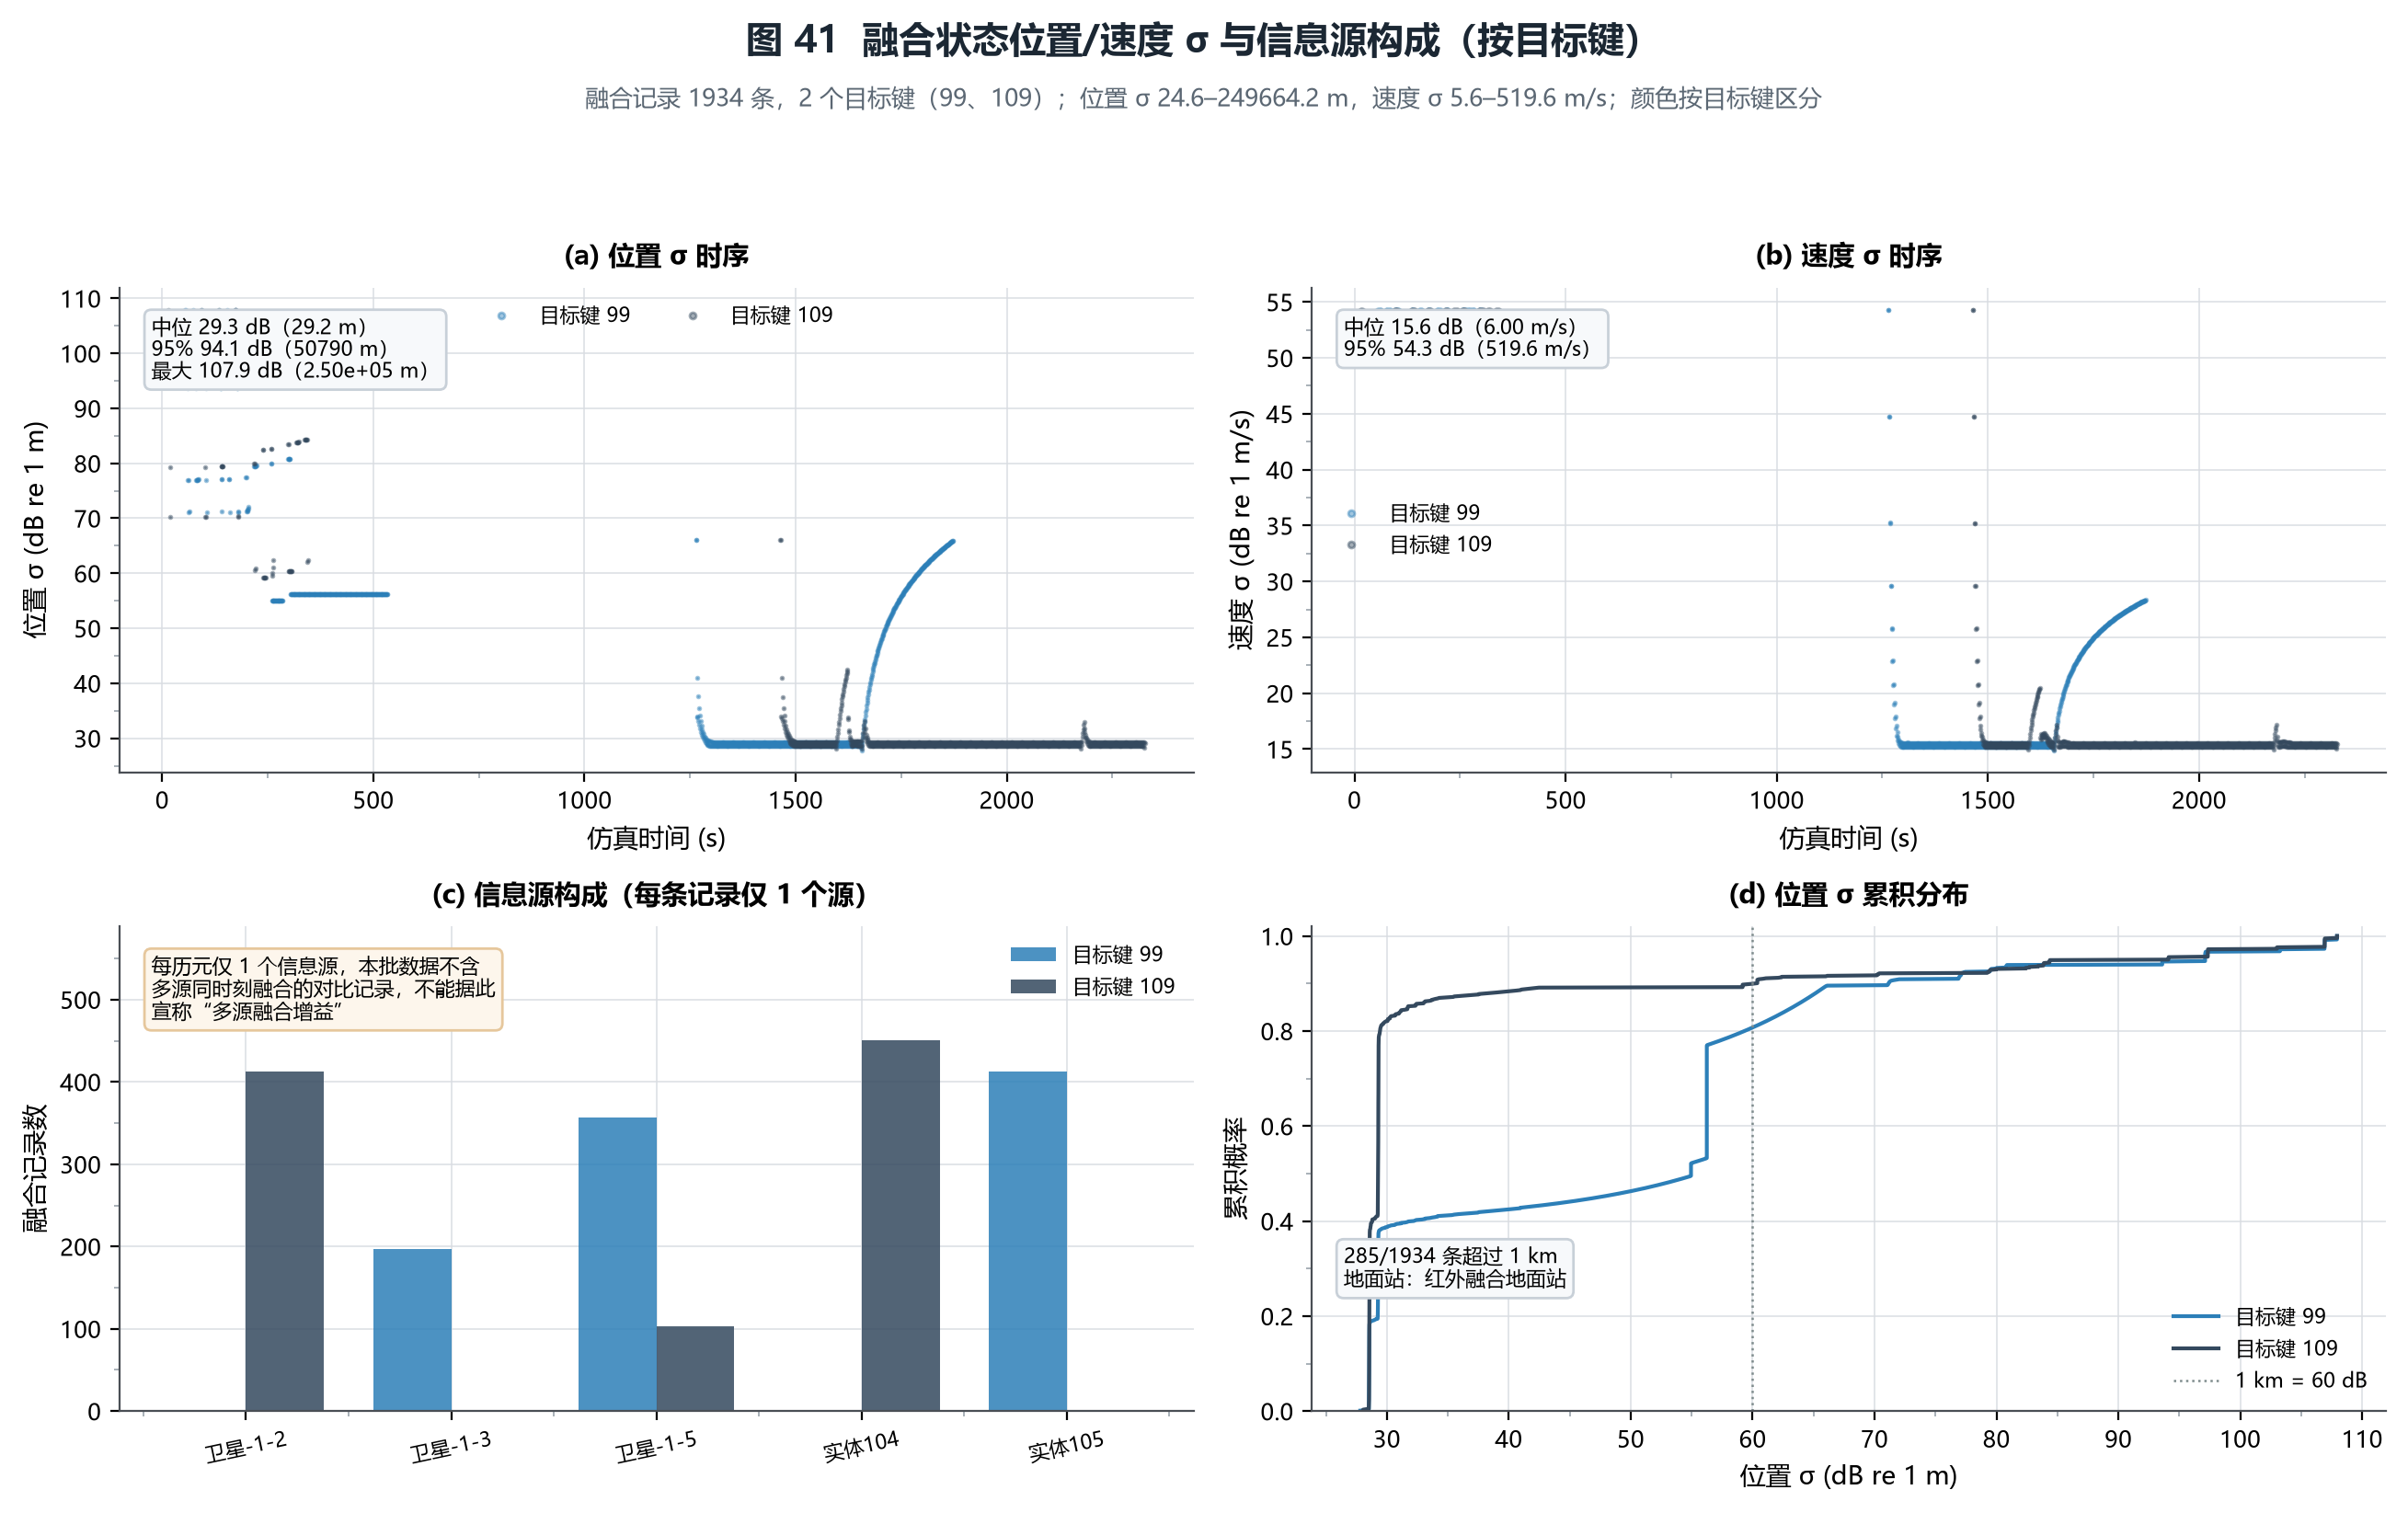 图 41 融合状态位置/速度 σ 与信息源构成（按目标键）
融合记录 1934 条，2 个目标键（99、109）；位置 σ 24.6–249664.2 m，速度 σ 5.6–519.6 m/s；颜色按目标键区分
(a) 位置 σ 时序
中位 29.3 dB（29.2 m）
95% 94.1 dB（50790 m）
最大 107.9 dB（2.50e+05 m）
目标键 99
目标键 109
位置 σ (dB re 1 m)
110
100
90
80
70
60
50
40
30
0
500
1000
1500
2000
仿真时间 (s)
(b) 速度 σ 时序
中位 15.6 dB（6.00 m/s）
95% 54.3 dB（519.6 m/s）
目标键 99
目标键 109
速度 σ (dB re 1 m/s)
55
50
45
40
35
30
25
20
15
0
500
1000
1500
2000
仿真时间 (s)
(c) 信息源构成（每条记录仅 1 个源）
每历元仅 1 个信息源，本批数据不含
多源同时刻融合的对比记录，不能据此
宣称“多源融合增益”
目标键 99
目标键 109
融合记录数
500
400
300
200
100
0
卫星-1-2
卫星-1-3
卫星-1-5
实体104
实体105
(d) 位置 σ 累积分布
285/1934 条超过 1 km
地面站：红外融合地面站
目标键 99
目标键 109
1 km = 60 dB
累积概率
1.0
0.8
0.6
0.4
0.2
0.0
30
40
50
60
70
80
90
100
110
位置 σ (dB re 1 m)